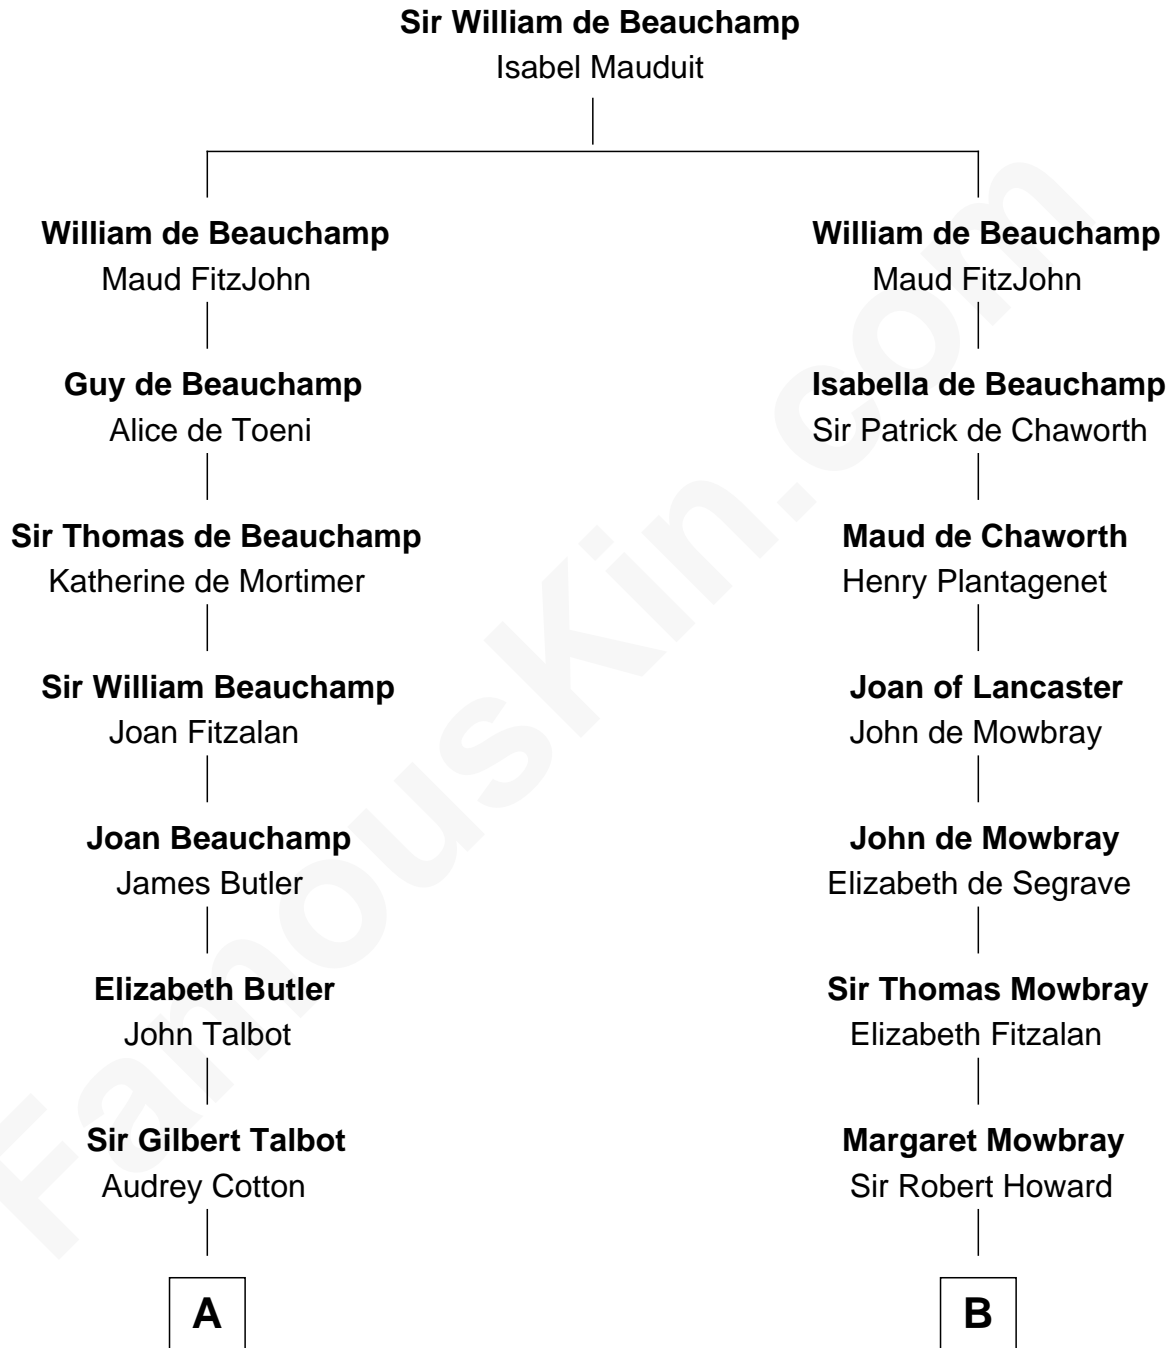 Sir William de Beauchamp
Isabel Mauduit
William de Beauchamp
Maud FitzJohn
William de Beauchamp
Maud FitzJohn
Guy de Beauchamp
Alice de Toeni
Isabella de Beauchamp
Sir Patrick de Chaworth
Sir Thomas de Beauchamp
Katherine de Mortimer
Maud de Chaworth
Henry Plantagenet
Sir William Beauchamp
Joan Fitzalan
Joan of Lancaster
John de Mowbray
Joan Beauchamp
James Butler
John de Mowbray
Elizabeth de Segrave
Elizabeth Butler
John Talbot
Sir Thomas Mowbray
Elizabeth Fitzalan
Sir Gilbert Talbot
Audrey Cotton
Margaret Mowbray
Sir Robert Howard
A
B
FamousKin.com